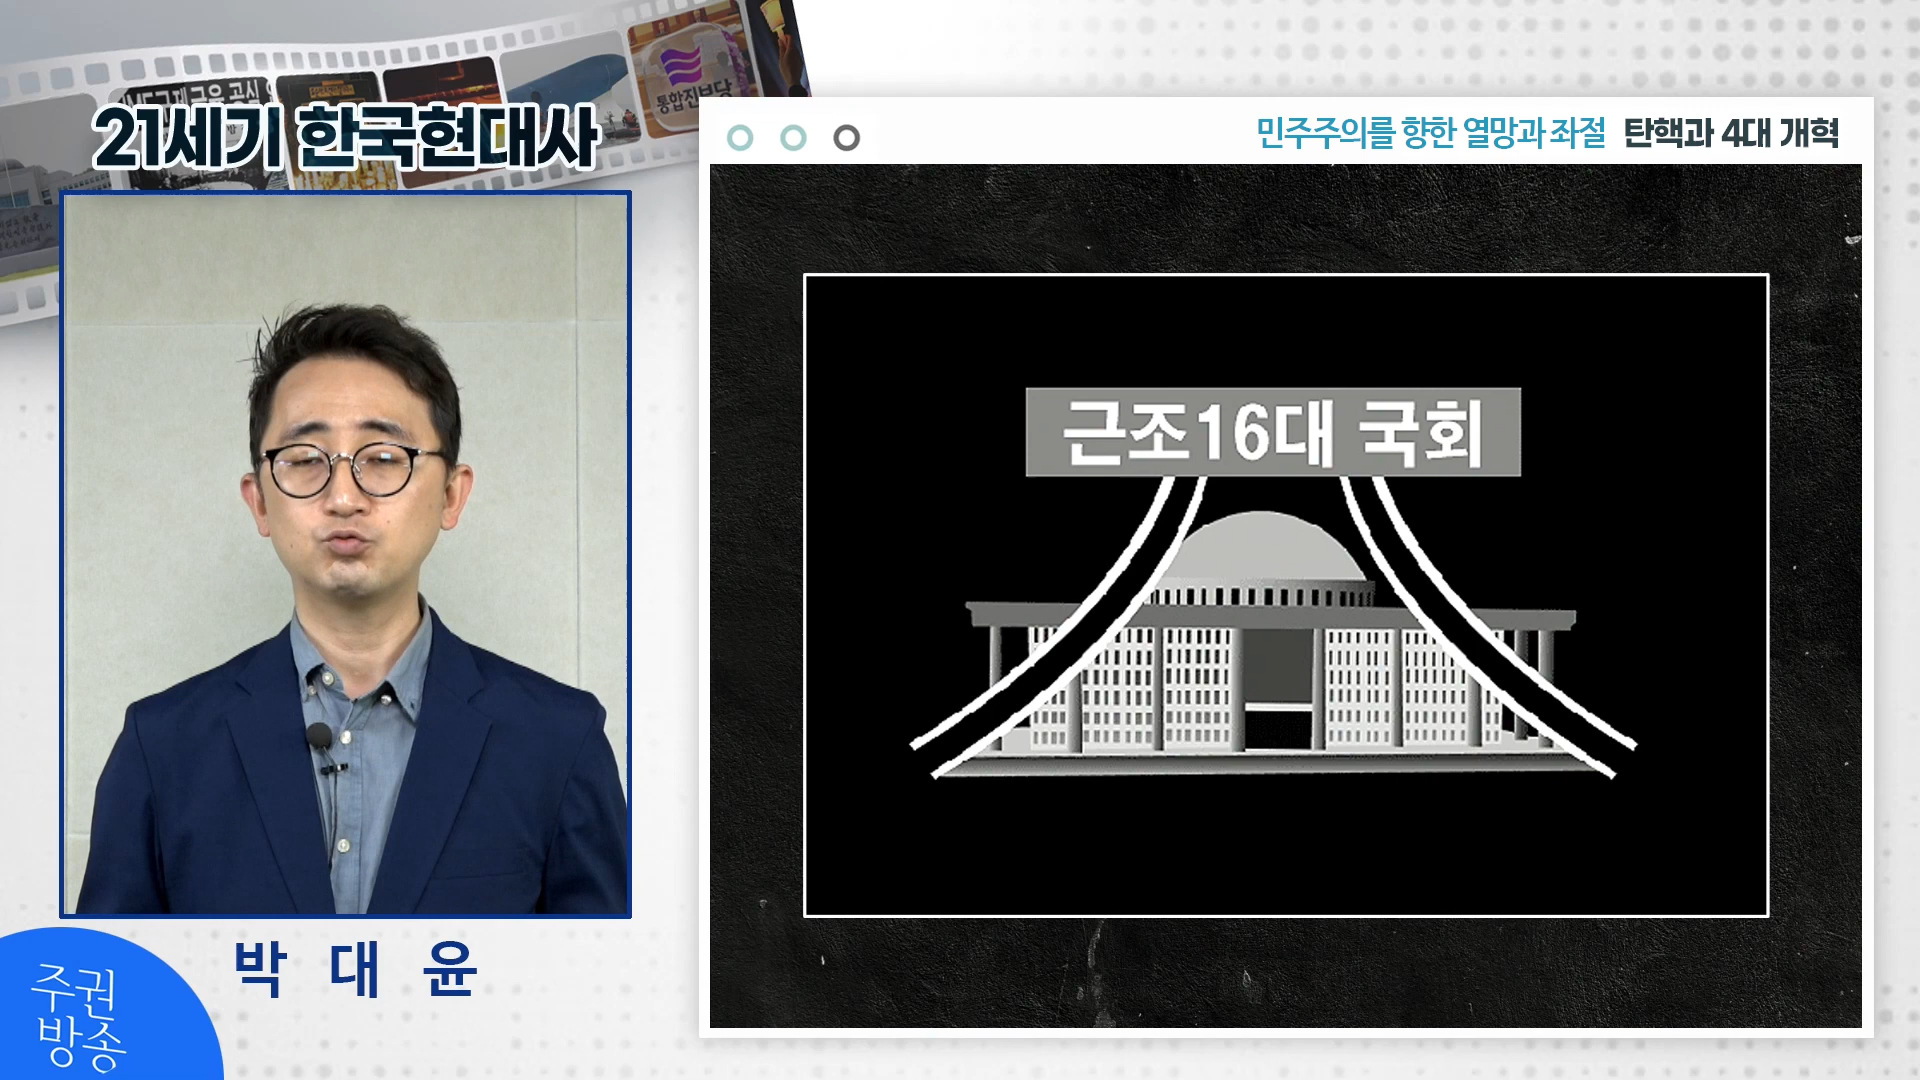 21세기 한국현대사
통합진보당
민주주의를 향한 열망과 좌절 탄핵과 4대 개혁
근조16대 국회
박 대 윤
주권
방송